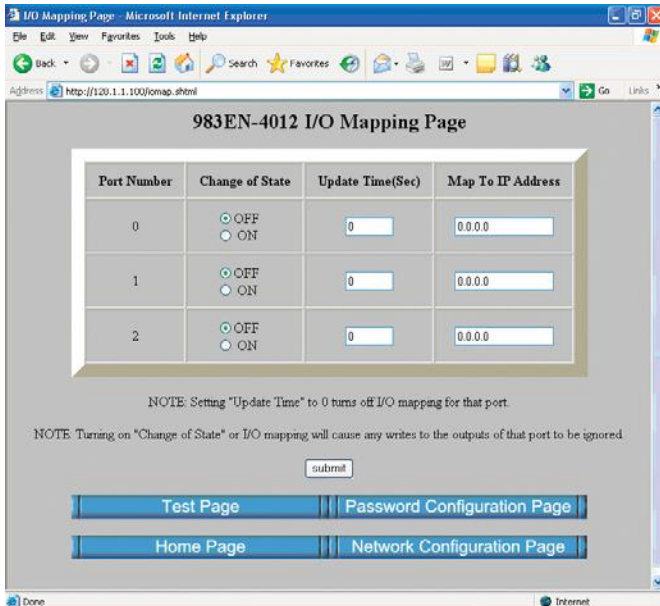 I/O Mapping Page - Microsoft Internet Explorer
File Edit View Favorites Tools Help
Back Search Favorites
Address http://128.1.1.100/iomap.shtml Go Links
983EN-4012 I/O Mapping Page
Port Number Change of State Update Time(Sec) Map To IP Address
0 OFF ON 0 0.0.0.0
1 OFF ON 0 0.0.0.0
2 OFF ON 0 0.0.0.0
NOTE: Setting "Update Time" to 0 turns off I/O mapping for that port.
NOTE: Turning on "Change of State" or I/O mapping will cause any writes to the outputs of that port to be ignored.
submit
Test Page Password Configuration Page
Home Page Network Configuration Page
Done Internet